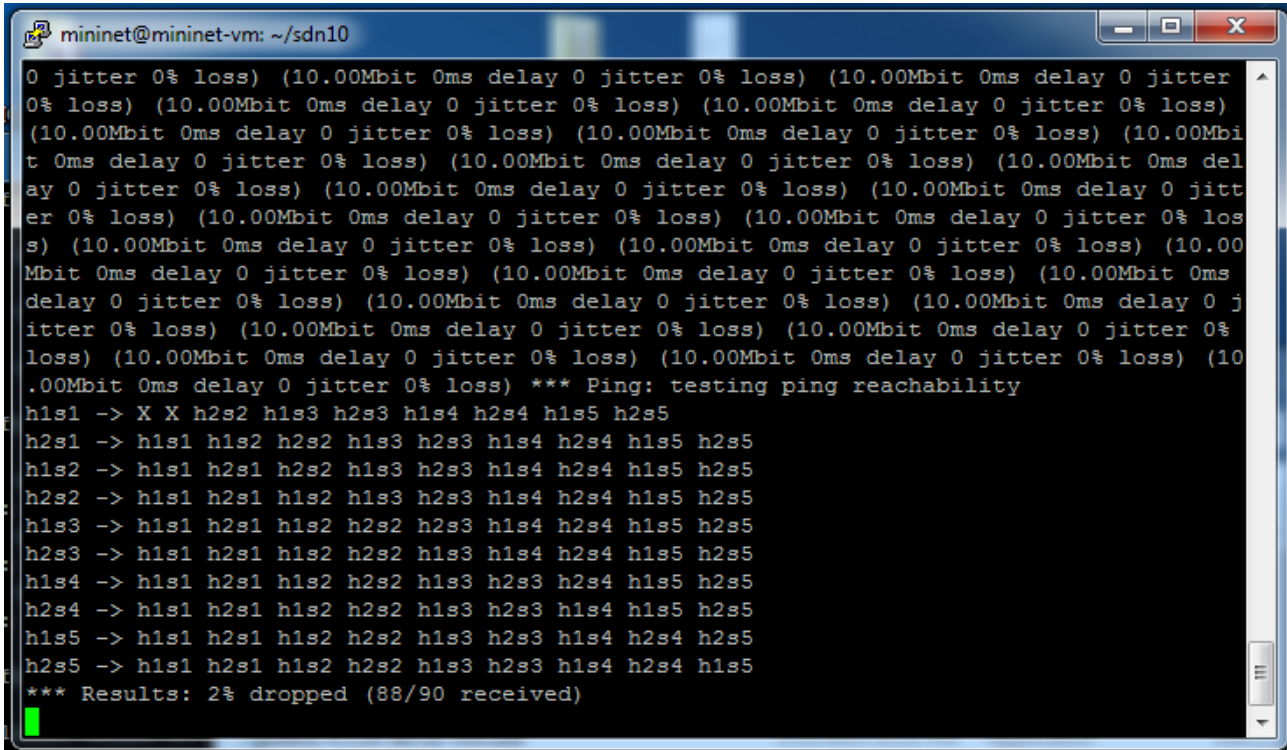 mininet@mininet-vm: ~/sdn10
0 jitter 0% loss) (10.00Mbit 0ms delay 0 jitter 0% loss) (10.00Mbit 0ms delay 0 jitter
0% loss) (10.00Mbit 0ms delay 0 jitter 0% loss) (10.00Mbit 0ms delay 0 jitter 0% loss)
(10.00Mbit 0ms delay 0 jitter 0% loss) (10.00Mbit 0ms delay 0 jitter 0% loss) (10.00Mbi
t 0ms delay 0 jitter 0% loss) (10.00Mbit 0ms delay 0 jitter 0% loss) (10.00Mbit 0ms del
ay 0 jitter 0% loss) (10.00Mbit 0ms delay 0 jitter 0% loss) (10.00Mbit 0ms delay 0 jitt
er 0% loss) (10.00Mbit 0ms delay 0 jitter 0% loss) (10.00Mbit 0ms delay 0 jitter 0% los
s) (10.00Mbit 0ms delay 0 jitter 0% loss) (10.00Mbit 0ms delay 0 jitter 0% loss) (10.00
Mbit 0ms delay 0 jitter 0% loss) (10.00Mbit 0ms delay 0 jitter 0% loss) (10.00Mbit 0ms
delay 0 jitter 0% loss) (10.00Mbit 0ms delay 0 jitter 0% loss) (10.00Mbit 0ms delay 0 j
itter 0% loss) (10.00Mbit 0ms delay 0 jitter 0% loss) (10.00Mbit 0ms delay 0 jitter 0%
loss) (10.00Mbit 0ms delay 0 jitter 0% loss) (10.00Mbit 0ms delay 0 jitter 0% loss) (10
.00Mbit 0ms delay 0 jitter 0% loss) *** Ping: testing ping reachability
h1s1 -> X X h2s2 h1s3 h2s3 h1s4 h2s4 h1s5 h2s5
h2s1 -> h1s1 h1s2 h2s2 h1s3 h2s3 h1s4 h2s4 h1s5 h2s5
h1s2 -> h1s1 h2s1 h2s2 h1s3 h2s3 h1s4 h2s4 h1s5 h2s5
h2s2 -> h1s1 h2s1 h1s2 h1s3 h2s3 h1s4 h2s4 h1s5 h2s5
h1s3 -> h1s1 h2s1 h1s2 h2s2 h2s3 h1s4 h2s4 h1s5 h2s5
h2s3 -> h1s1 h2s1 h1s2 h2s2 h1s3 h1s4 h2s4 h1s5 h2s5
h1s4 -> h1s1 h2s1 h1s2 h2s2 h1s3 h2s3 h2s4 h1s5 h2s5
h2s4 -> h1s1 h2s1 h1s2 h2s2 h1s3 h2s3 h1s4 h1s5 h2s5
h1s5 -> h1s1 h2s1 h1s2 h2s2 h1s3 h2s3 h1s4 h2s4 h2s5
h2s5 -> h1s1 h2s1 h1s2 h2s2 h1s3 h2s3 h1s4 h2s4 h1s5
*** Results: 2% dropped (88/90 received)